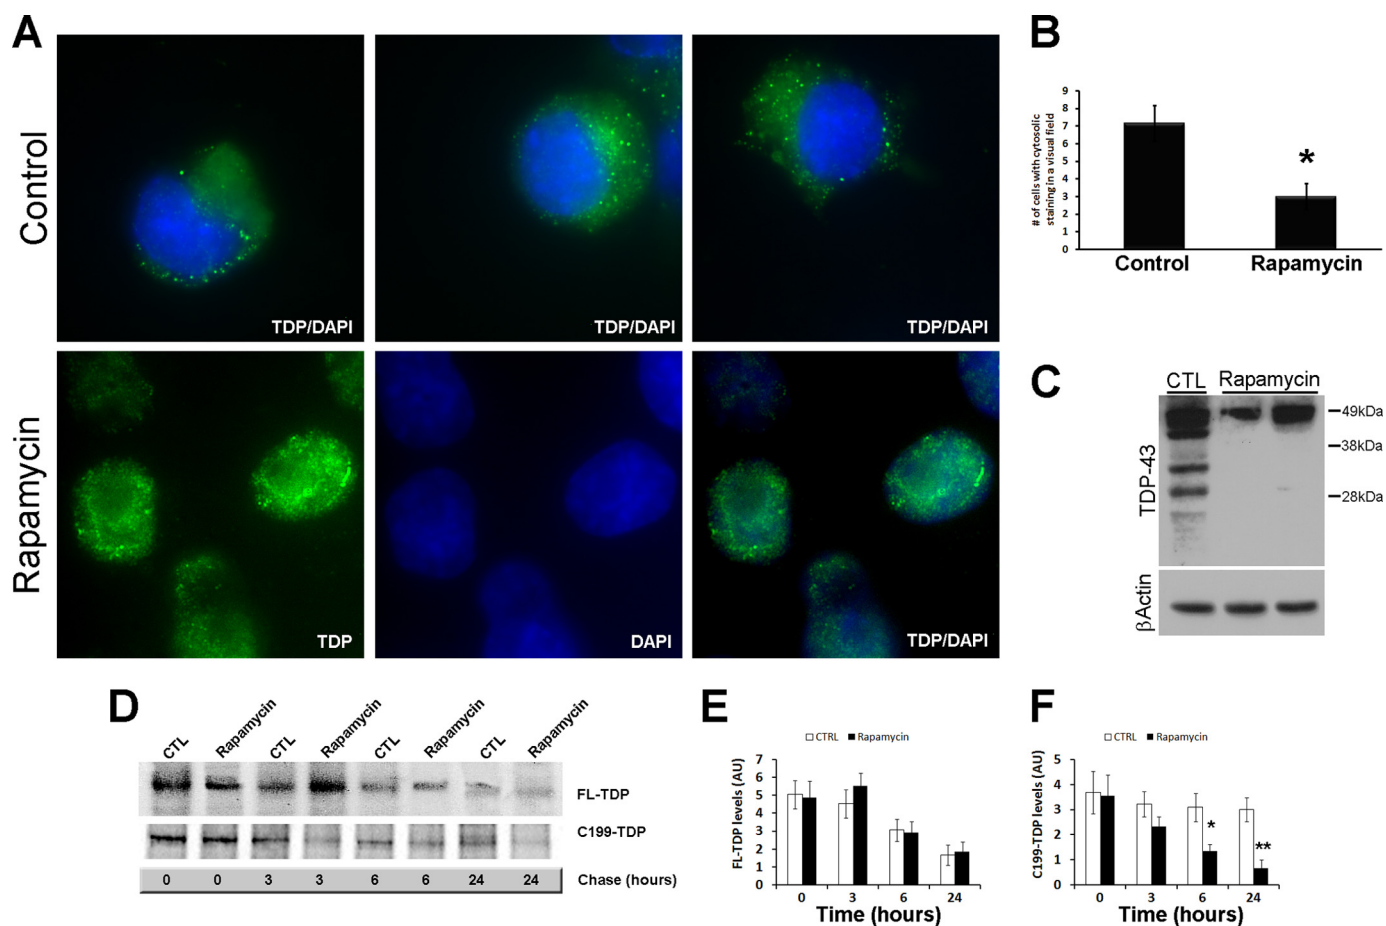 A
Control
TDP/DAPI
TDP/DAPI
TDP/DAPI
Rapamycin
TDP
DAPI
TDP/DAPI
B
# of cells with cytosolic
staining in a visual field
9
8
7
6
5
4
3
2
1
0
*
Control Rapamycin
C
CTL Rapamycin
TDP-43
49kDa
38kDa
28kDa
βActin
D
CTL Rapamycin CTL Rapamycin CTL Rapamycin CTL Rapamycin
FL-TDP
C199-TDP
0 0 3 3 6 6 24 24 Chase (hours)
E
CTRL Rapamycin
FL-TDP levels (AU)
7
6
5
4
3
2
1
0
0 3 6 24
Time (hours)
F
CTRL Rapamycin
C199-TDP levels (AU)
5
4
3
2
1
0
*
**
0 3 6 24
Time (hours)